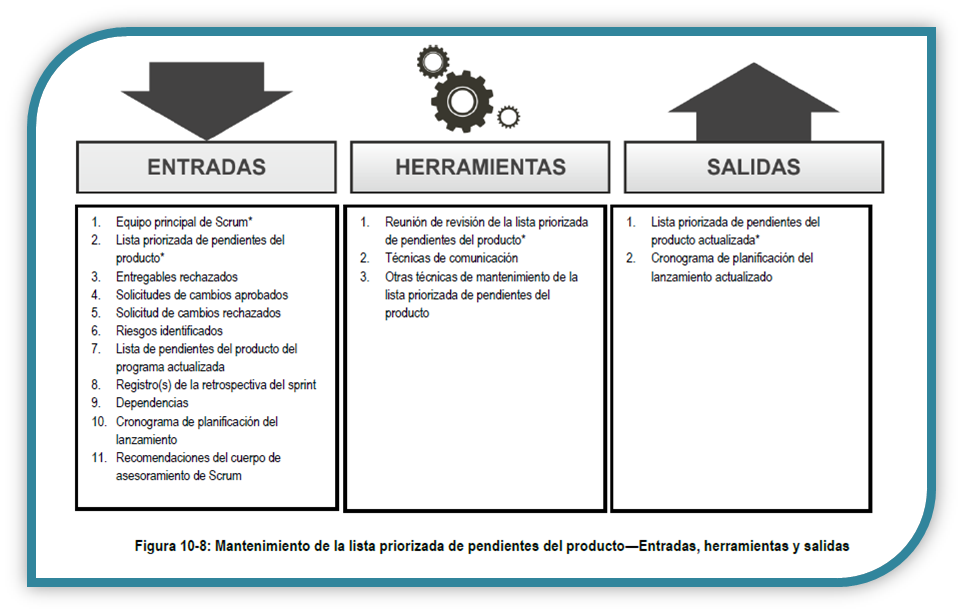 ENTRADAS
HERRAMIENTAS
SALIDAS
1. Equipo principal de Scrum*
2. Lista priorizada de pendientes del
producto*
3. Entregables rechazados
4. Solicitudes de cambios aprobados
5. Solicitud de cambios rechazados
6. Riesgos identificados
7. Lista de pendientes del producto del
programa actualizada
8. Registro(s) de la retrospectiva del sprint
9. Dependencias
10. Cronograma de planificación del
lanzamiento
11. Recomendaciones del cuerpo de
asesoramiento de Scrum
1. Reunión de revisión de la lista priorizada
de pendientes del producto*
2. Técnicas de comunicación
3. Otras técnicas de mantenimiento de la
lista priorizada de pendientes del
producto
1. Lista priorizada de pendientes del
producto actualizada*
2. Cronograma de planificación del
lanzamiento actualizado
Figura 10-8: Mantenimiento de la lista priorizada de pendientes del producto—Entradas, herramientas y salidas